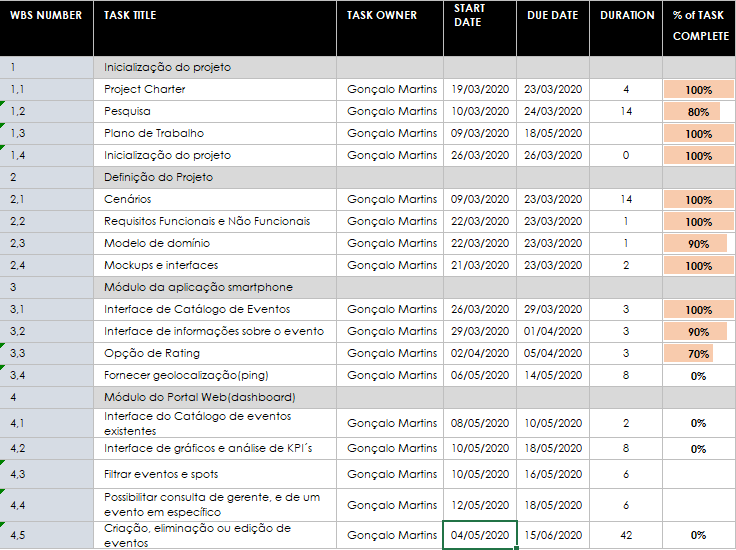 WBS NUMBER TASK TITLE TASK OWNER START DATE DUE DATE DURATION % of TASK COMPLETE
1 Inicialização do projeto
1,1 Project Charter Gonçalo Martins 19/03/2020 23/03/2020 4 100%
1,2 Pesquisa Gonçalo Martins 10/03/2020 24/03/2020 14 80%
1,3 Plano de Trabalho Gonçalo Martins 09/03/2020 18/05/2020 100%
1,4 Inicialização do projeto Gonçalo Martins 26/03/2020 26/03/2020 0 100%
2 Definição do Projeto
2,1 Cenários Gonçalo Martins 09/03/2020 23/03/2020 14 100%
2,2 Requisitos Funcionais e Não Funcionais Gonçalo Martins 22/03/2020 23/03/2020 1 100%
2,3 Modelo de domínio Gonçalo Martins 22/03/2020 23/03/2020 1 90%
2,4 Mockups e interfaces Gonçalo Martins 21/03/2020 23/03/2020 2 100%
3 Módulo da aplicação smartphone
3,1 Interface de Catálogo de Eventos Gonçalo Martins 26/03/2020 29/03/2020 3 100%
3,2 Interface de informações sobre o evento Gonçalo Martins 29/03/2020 01/04/2020 3 90%
3,3 Opção de Rating Gonçalo Martins 02/04/2020 05/04/2020 3 70%
3,4 Fornecer geolocalização(ping) Gonçalo Martins 06/05/2020 14/05/2020 8 0%
4 Módulo do Portal Web(dashboard)
4,1 Interface do Catálogo de eventos existentes Gonçalo Martins 08/05/2020 10/05/2020 2 0%
4,2 Interface de gráficos e análise de KPI´s Gonçalo Martins 10/05/2020 18/05/2020 8 0%
4,3 Filtrar eventos e spots Gonçalo Martins 10/05/2020 16/05/2020 6
4,4 Possibilitar consulta de gerente, e de um evento em específico Gonçalo Martins 12/05/2020 18/05/2020 6
4,5 Criação, eliminação ou edição de eventos Gonçalo Martins 04/05/2020 15/06/2020 42 0%